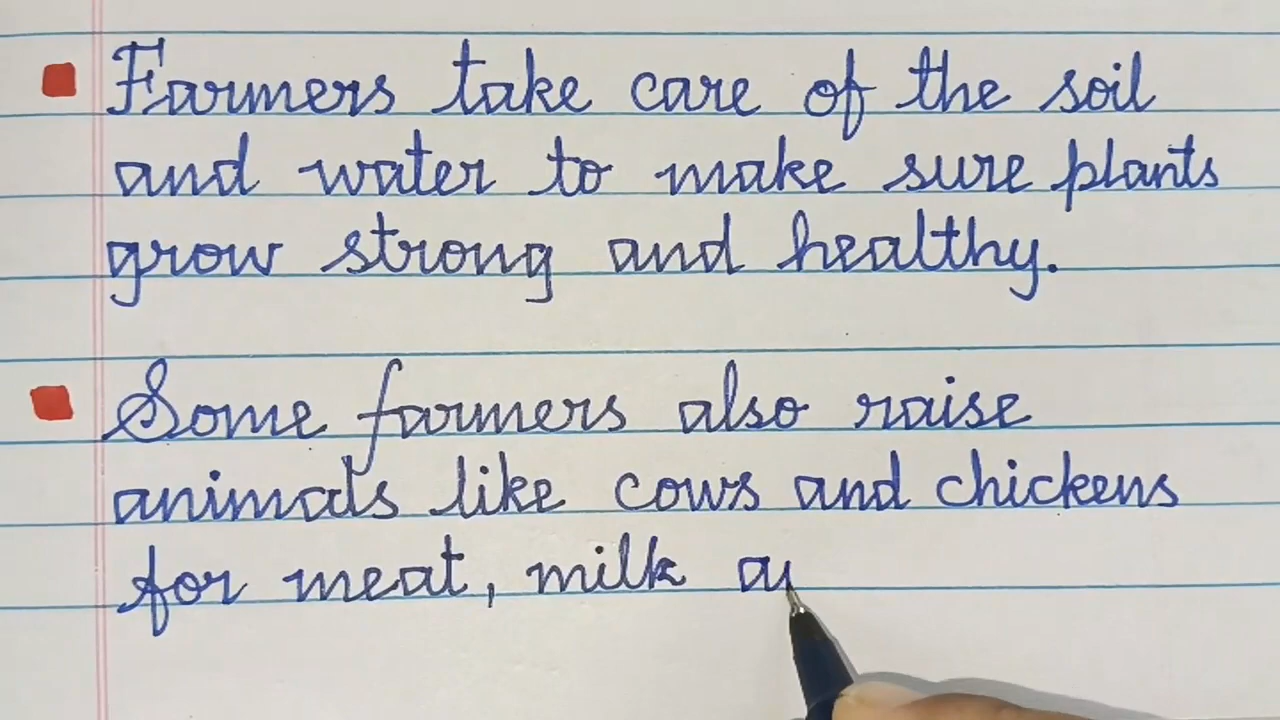 Farmers take care of the soil
and water to make sure plants
grow strong and healthy.
Some farmers also raise
animals like cows and chickens
for meat, milk